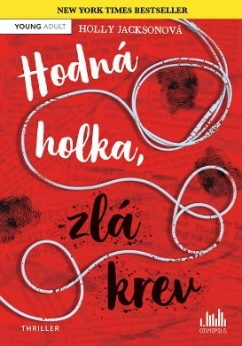 NEW YORK TIMES BESTSELLER
YOUNG ADULT
HOLLY JACKSONOVÁ
Hodná
holka,
zlá
krev
THRILLER
COSMOPOLIS